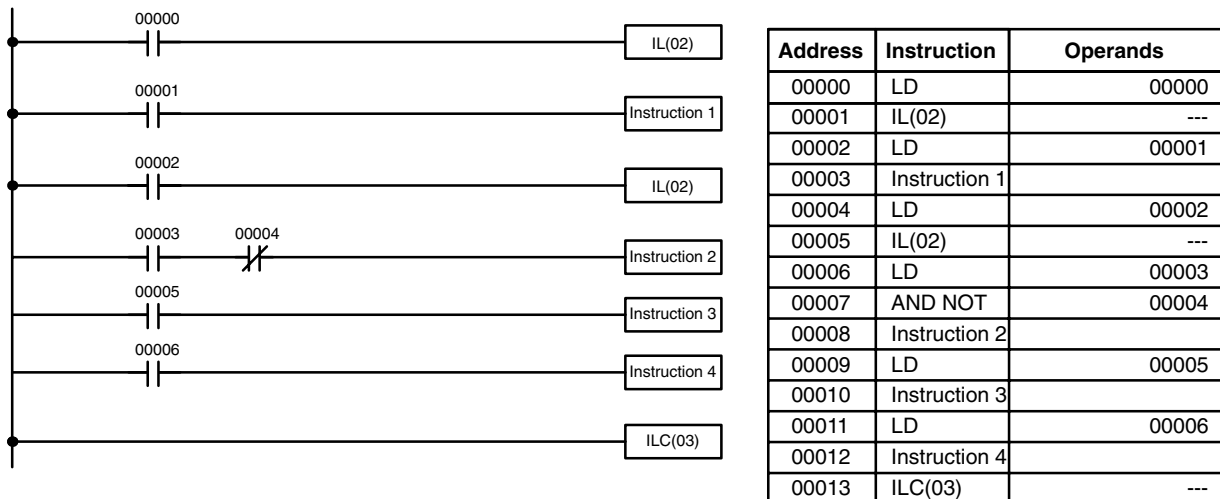 00000
IL(02)
00001
Instruction 1
00002
IL(02)
00003 00004
Instruction 2
00005
Instruction 3
00006
Instruction 4
ILC(03)
Address Instruction Operands
00000 LD 00000
00001 IL(02) ---
00002 LD 00001
00003 Instruction 1
00004 LD 00002
00005 IL(02) ---
00006 LD 00003
00007 AND NOT 00004
00008 Instruction 2
00009 LD 00005
00010 Instruction 3
00011 LD 00006
00012 Instruction 4
00013 ILC(03) ---